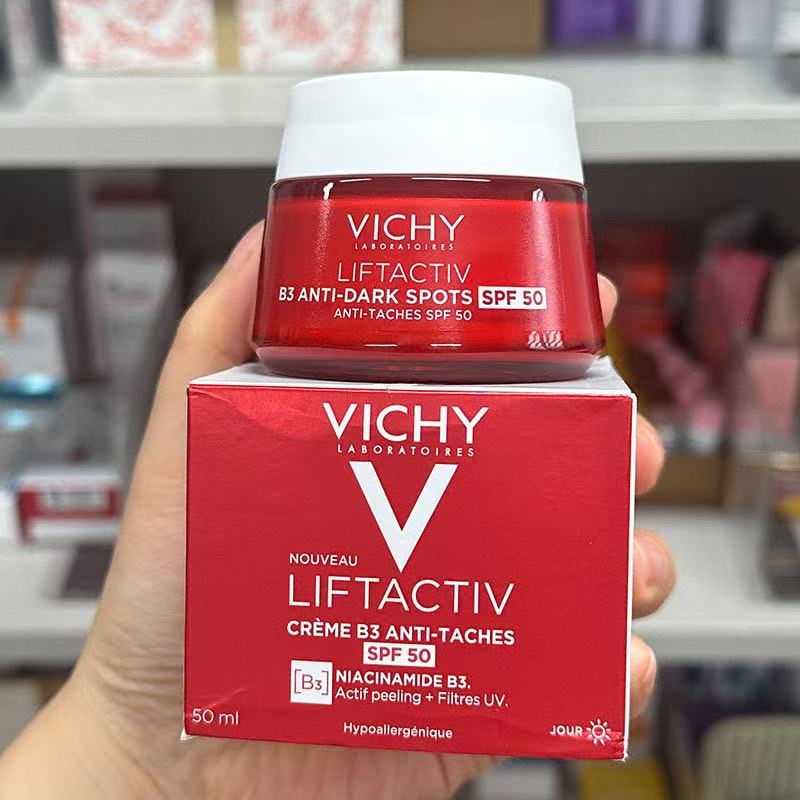 VICHY
LABORATOIRES
LIFTACTIV
B3 ANTI-DARK SPOTS SPF 50
ANTI-TACHES SPF 50
VICHY
LABORATOIRES
V
NOUVEAU
LIFTACTIV
CRÈME B3 ANTI-TACHES
SPF 50
[B3] NIACINAMIDE B3.
Actif peeling + Filtres UV.
50 ml
Hypoallergénique
JOUR